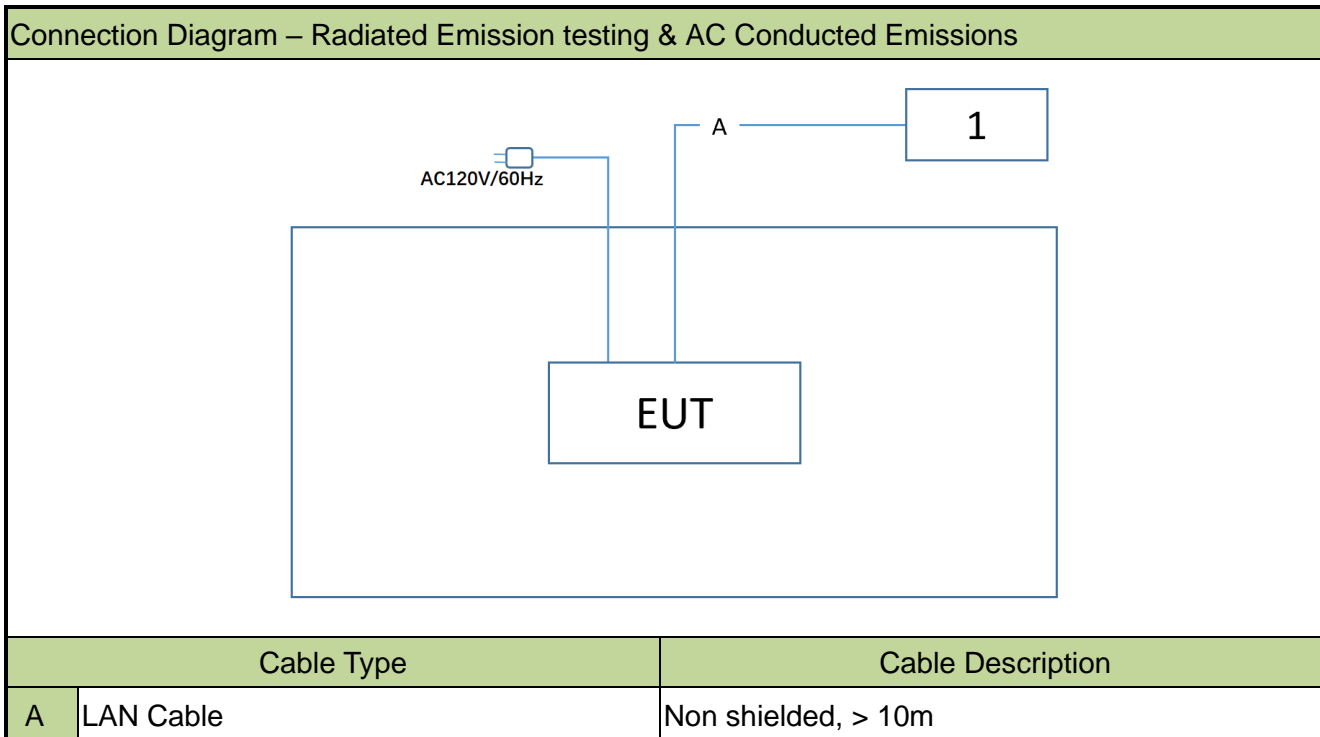 Connection Diagram – Radiated Emission testing & AC Conducted Emissions
A
1
AC120V/60Hz
EUT
Cable Type Cable Description
A LAN Cable Non shielded, > 10m